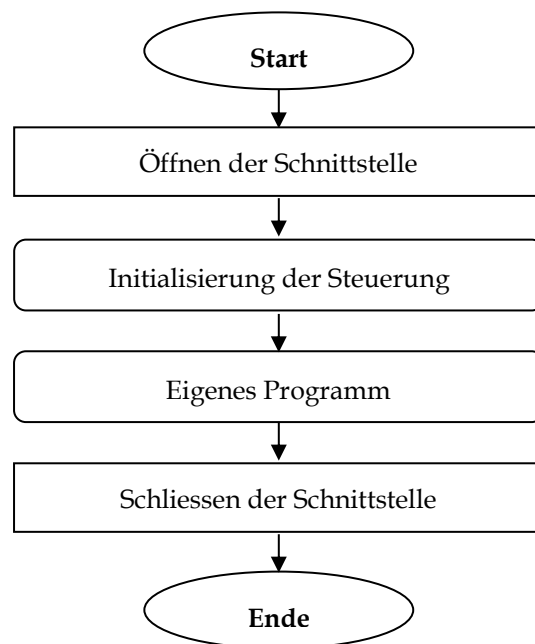 Start
Öffnen der Schnittstelle
Initialisierung der Steuerung
Eigenes Programm
Schliessen der Schnittstelle
Ende